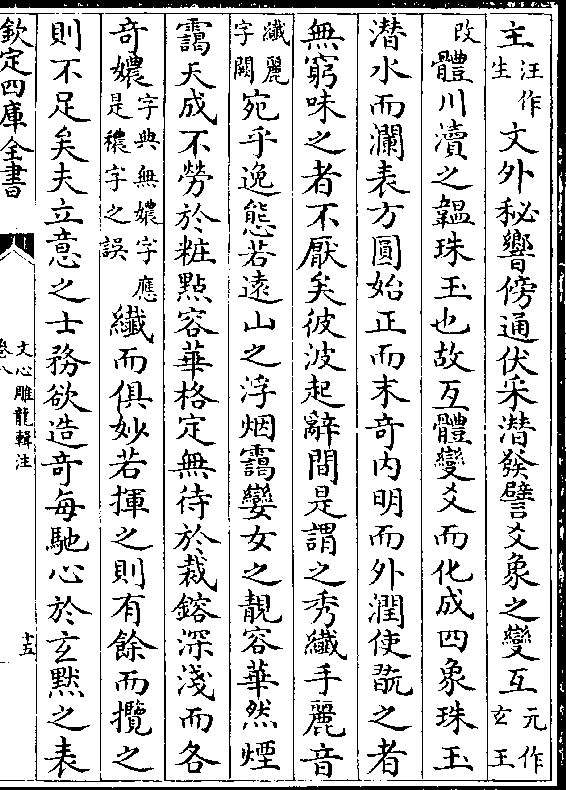 主汪作生文外秘響傍通伏采潛發譬爻象之變互元作玄王
改體川瀆之韞珠玉也故互體變爻而化成四象珠玉
潛水而瀾表方圓始正而末奇内明而外潤使翫之者
無窮味之者不厭矣彼波起辭間是謂之秀纖手麗音
纖麗字闕宛乎逸態若遠山之浮烟靄孌女之靚容華然煙
靄天成不勞於粧點容華格定無待於裁鎔深淺而各
奇㜵字典無㜵字應是穠字之誤纖而俱妙若揮之則有餘而攬之
則不足矣夫立意之士務欲造奇每馳心於玄默之表
欽定四庫全書
文心雕龍輯注
卷八
十五